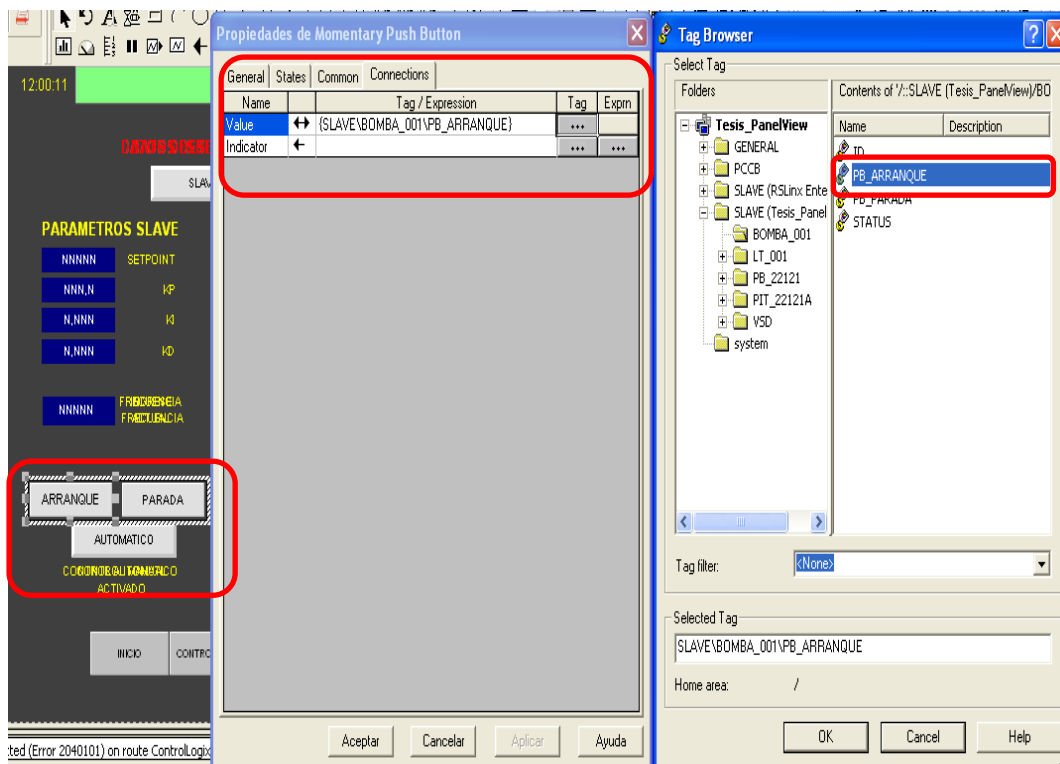 12:00:11
SLAV
PARAMETROS SLAVE
NNNNN SETPOINT
NNN,N KP
N,NNN KI
N,NNN KD
NNNNN
ARRANQUE PARADA
AUTOMATICO
ACTIVADO
INICIO CONTRO
ted (Error 2040101) on route ControlLogix
Propiedades de Momentary Push Button
General States Common Connections
Name Tag / Expression Tag Exprn
Value {SLAVE\BOMBA_001\PB_ARRANQUE} ...
Indicator ... ...
Aceptar Cancelar Aplicar Ayuda
Tag Browser
Select Tag
Folders
Contents of '/::SLAVE (Tesis_PanelView)/BO
Tesis_PanelView
GENERAL
PCCB
SLAVE (RSLinx Ente
SLAVE (Tesis_Panel
BOMBA_001
LT_001
PB_22121
PIT_22121A
VSD
system
Name Description
ID
PB_ARRANQUE
PB_PARADA
STATUS
Tag filter: <None>
Selected Tag
SLAVE\BOMBA_001\PB_ARRANQUE
Home area: /
OK Cancel Help